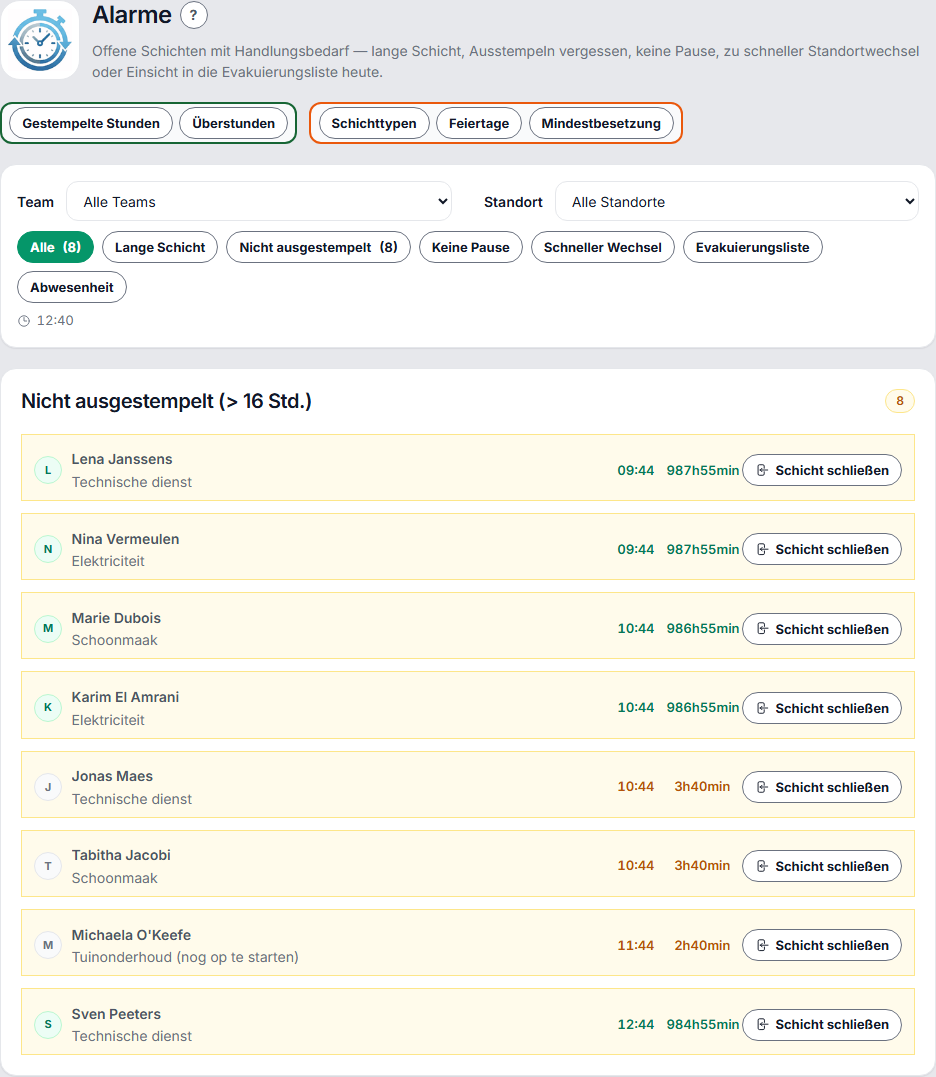 Alarme ?
Offene Schichten mit Handlungsbedarf — lange Schicht, Ausstempeln vergessen, keine Pause, zu schneller Standortwechsel
oder Einsicht in die Evakuierungsliste heute.
Gestempelte Stunden Überstunden Schichttypen Feiertage Mindestbesetzung
Team Alle Teams Standort Alle Standorte
Alle (8) Lange Schicht Nicht ausgestempelt (8) Keine Pause Schneller Wechsel Evakuierungsliste
Abwesenheit
12:40
Nicht ausgestempelt (> 16 Std.) 8
L Lena Janssens
Technische dienst
09:44 987h55min Schicht schließen
N Nina Vermeulen
Elektriciteit
09:44 987h55min Schicht schließen
M Marie Dubois
Schoonmaak
10:44 986h55min Schicht schließen
K Karim El Amrani
Elektriciteit
10:44 986h55min Schicht schließen
J Jonas Maes
Technische dienst
10:44 3h40min Schicht schließen
T Tabitha Jacobi
Schoonmaak
10:44 3h40min Schicht schließen
M Michaela O'Keefe
Tuinonderhoud (nog op te starten)
11:44 2h40min Schicht schließen
S Sven Peeters
Technische dienst
12:44 984h55min Schicht schließen